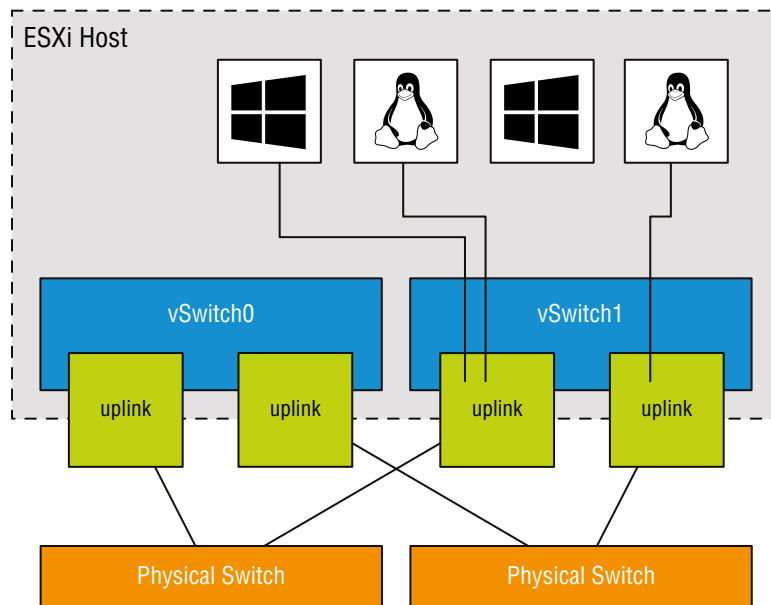 ESXi Host
vSwitch0
vSwitch1
uplink
uplink
uplink
uplink
Physical Switch
Physical Switch